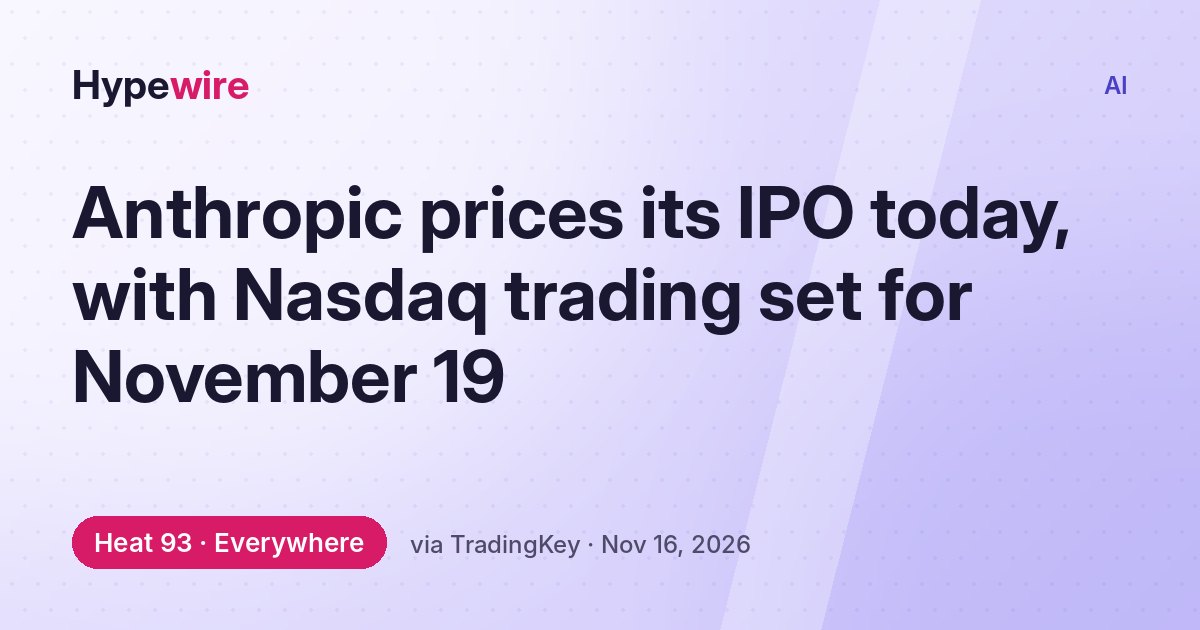 Hypewire
AI
Anthropic prices its IPO today,
with Nasdaq trading set for
November 19
Heat 93 · Everywhere
via TradingKey · Nov 16, 2026